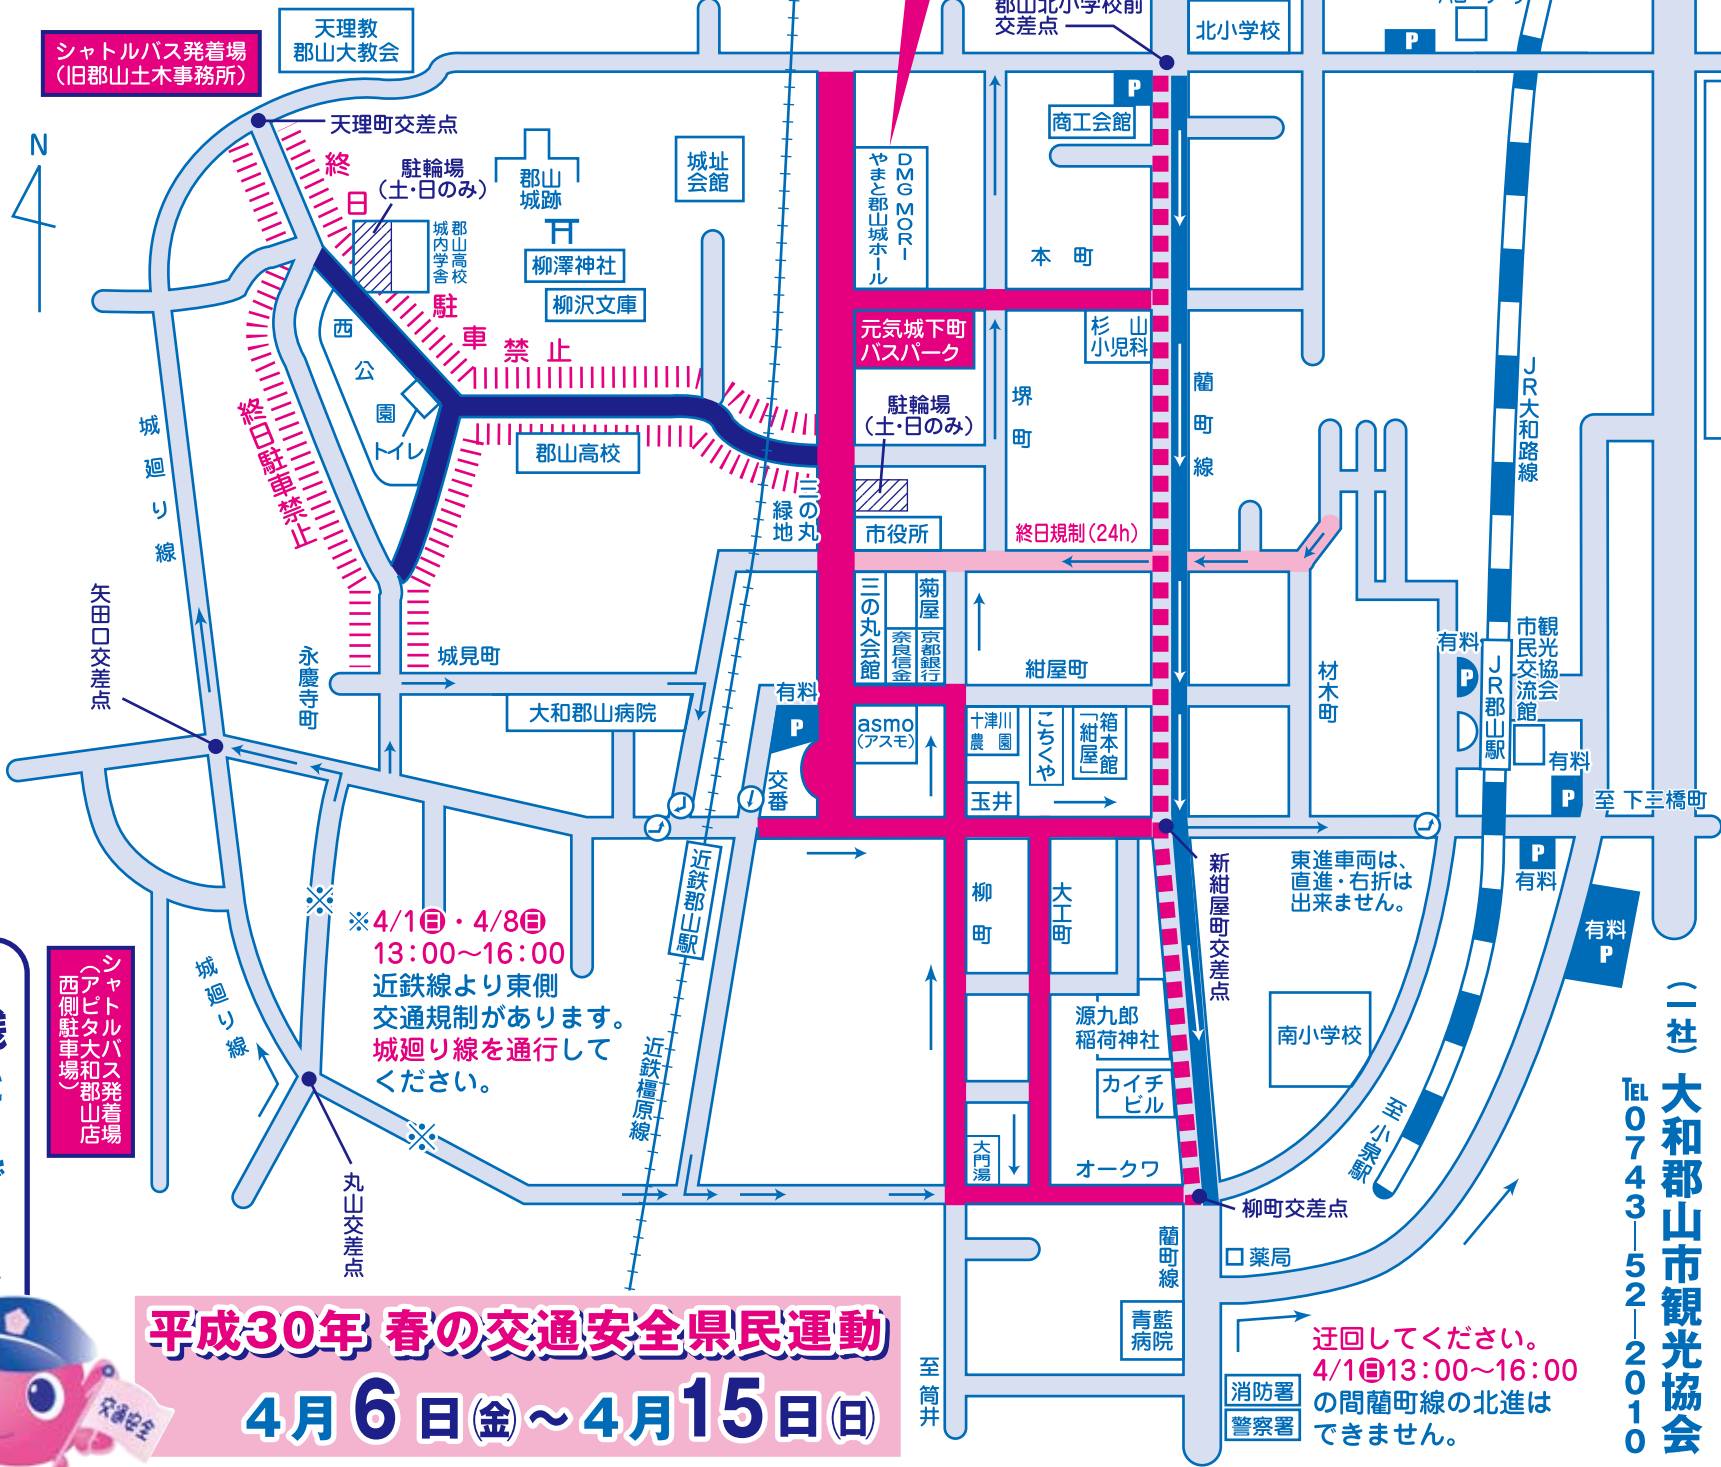 郡山北小学校前
交差点
天理教
郡山大教会
シャトルバス発着場
（旧郡山土木事務所）
北小学校
P
P
商工会館
天理町交差点
N
終日駐車禁止
駐輪場
（土・日のみ）
郡山
城跡
城址
会館
郡山高校
城内学舎
柳澤神社
柳沢文庫
DMG MORI
やまと郡山城ホール
本町
元気城下町
バスパーク
杉山
小児科
西公園
トイレ
終日駐車禁止
郡山高校
駐輪場
（土・日のみ）
堺町
藺町線
JR大和路線
城廻り線
三の丸
緑地
市役所
終日規制(24h)
三の丸会館
菊屋
奈良信金
京都銀行
矢田口交差点
永慶寺町
城見町
大和郡山病院
有料
P
交番
紺屋町
材木町
asmo
（アスモ）
十津川
農園
こちくや
箱本館
「紺屋」
玉井
有料
P
JR郡山駅
観光協会
市民交流館
有料
P
至 下三橋町
P
有料
有料
P
東進車両は、
直進・右折は
出来ません。
近鉄郡山駅
新紺屋町交差点
柳町
大工町
※
※4/1㊐・4/8㊐
13：00〜16：00
近鉄線より東側
交通規制があります。
城廻り線を通行して
ください。
シャトルバス発着場
（アピタ大和郡山店
西側駐車場）
城廻り線
近鉄橿原線
※
丸山交差点
源九郎
稲荷神社
カイチ
ビル
南小学校
大門湯
オークワ
柳町交差点
至 小泉駅
藺町線
薬局
青藍
病院
至 筒井
消防署
警察署
迂回してください。
4/1㊐13：00〜16：00
の間藺町線の北進は
できません。
（一社）大和郡山市観光協会
TEL 0743―52―2010
平成30年 春の交通安全県民運動
4月6日（金）〜4月15日（日）
交通安全